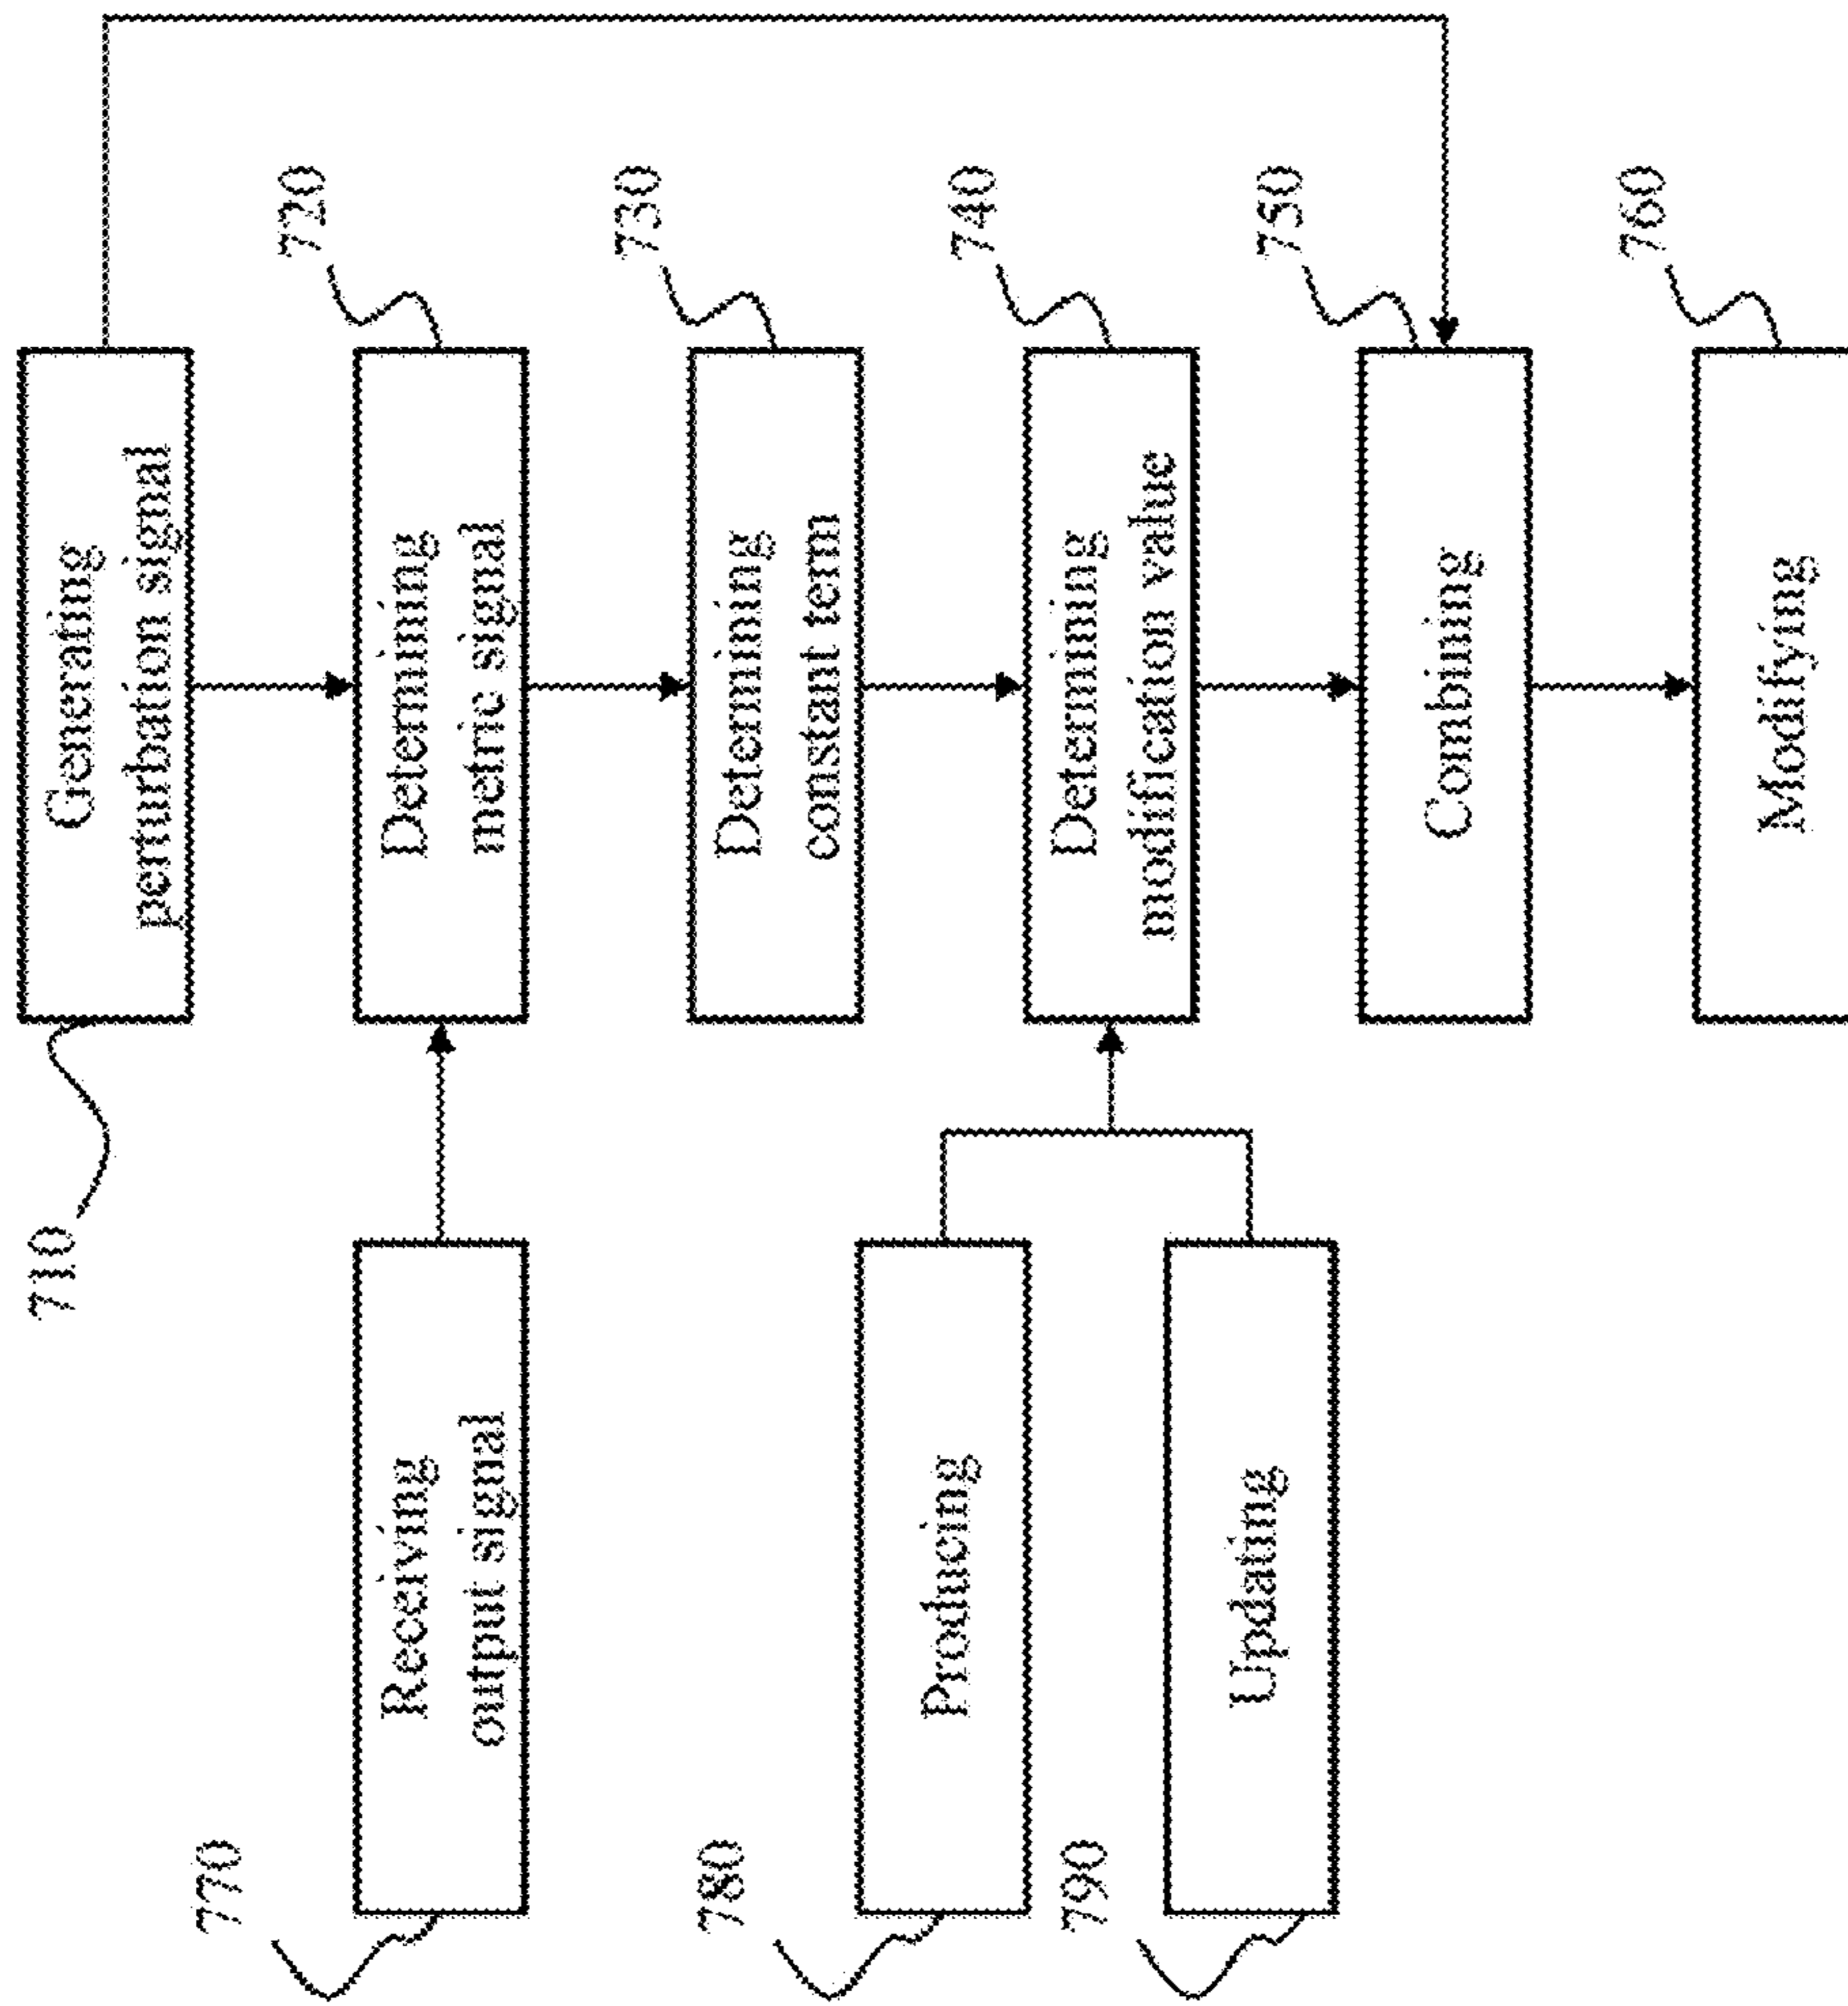 710
Generating
perturbation signal
770
Receiving
output signal
Determining
metric signal
720
Determining
constant term
730
780
Producing
Determining
modification value
740
790
Updating
Combining
750
Modifying
760